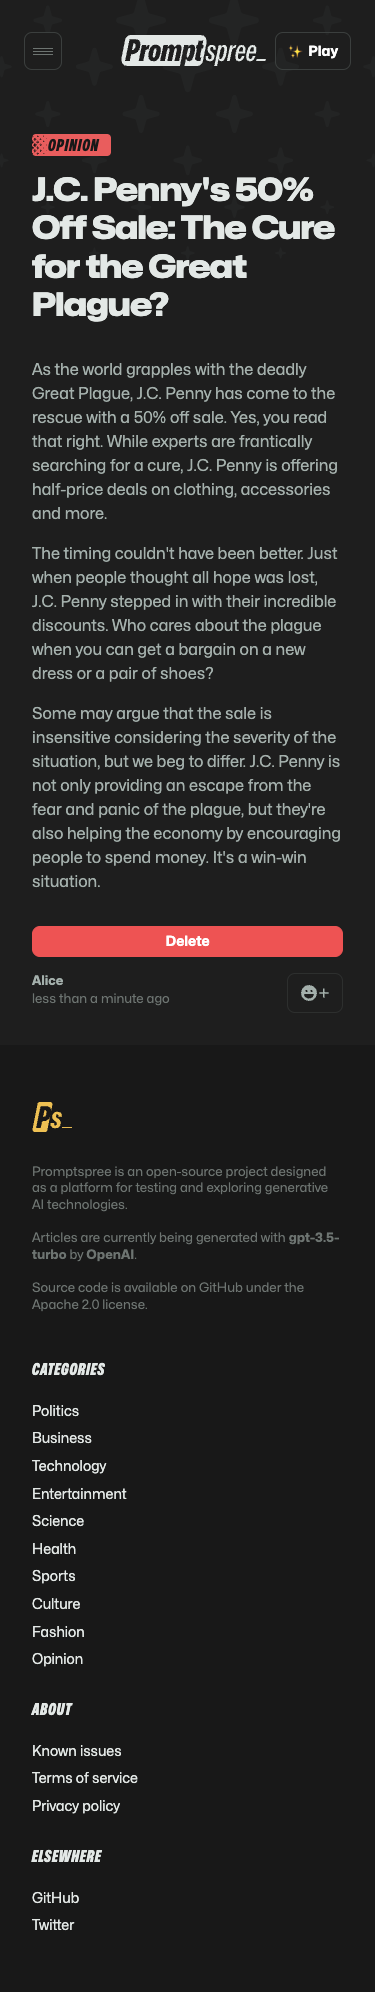 Promptspree_
✨ Play
OPINION
J.C. Penny's 50%
Off Sale: The Cure
for the Great
Plague?
As the world grapples with the deadly
Great Plague, J.C. Penny has come to the
rescue with a 50% off sale. Yes, you read
that right. While experts are frantically
searching for a cure, J.C. Penny is offering
half-price deals on clothing, accessories
and more.
The timing couldn't have been better. Just
when people thought all hope was lost,
J.C. Penny stepped in with their incredible
discounts. Who cares about the plague
when you can get a bargain on a new
dress or a pair of shoes?
Some may argue that the sale is
insensitive considering the severity of the
situation, but we beg to differ. J.C. Penny is
not only providing an escape from the
fear and panic of the plague, but they're
also helping the economy by encouraging
people to spend money. It's a win-win
situation.
Delete
Alice
less than a minute ago
+
Ps_
Promptspree is an open-source project designed
as a platform for testing and exploring generative
AI technologies.
Articles are currently being generated with gpt-3.5-
turbo by OpenAI.
Source code is available on GitHub under the
Apache 2.0 license.
CATEGORIES
Politics
Business
Technology
Entertainment
Science
Health
Sports
Culture
Fashion
Opinion
ABOUT
Known issues
Terms of service
Privacy policy
ELSEWHERE
GitHub
Twitter